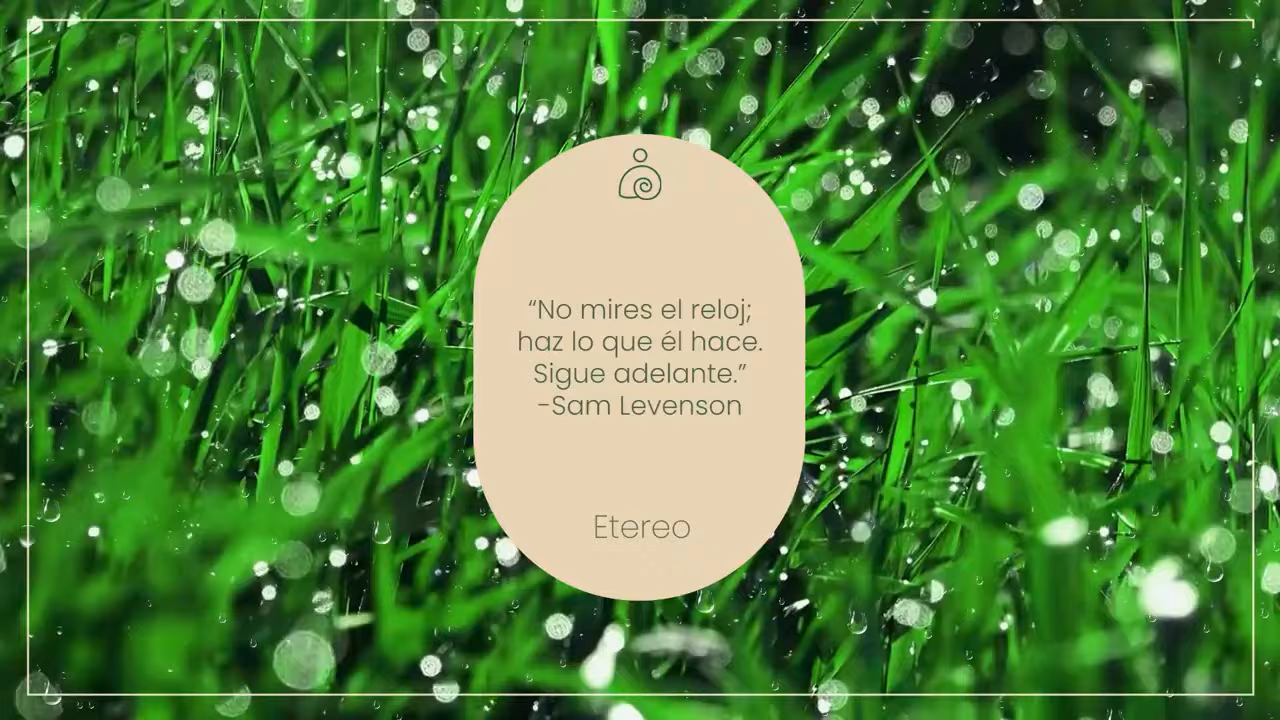 “No mires el reloj;
haz lo que él hace.
Sigue adelante.”
-Sam Levenson
Etereo